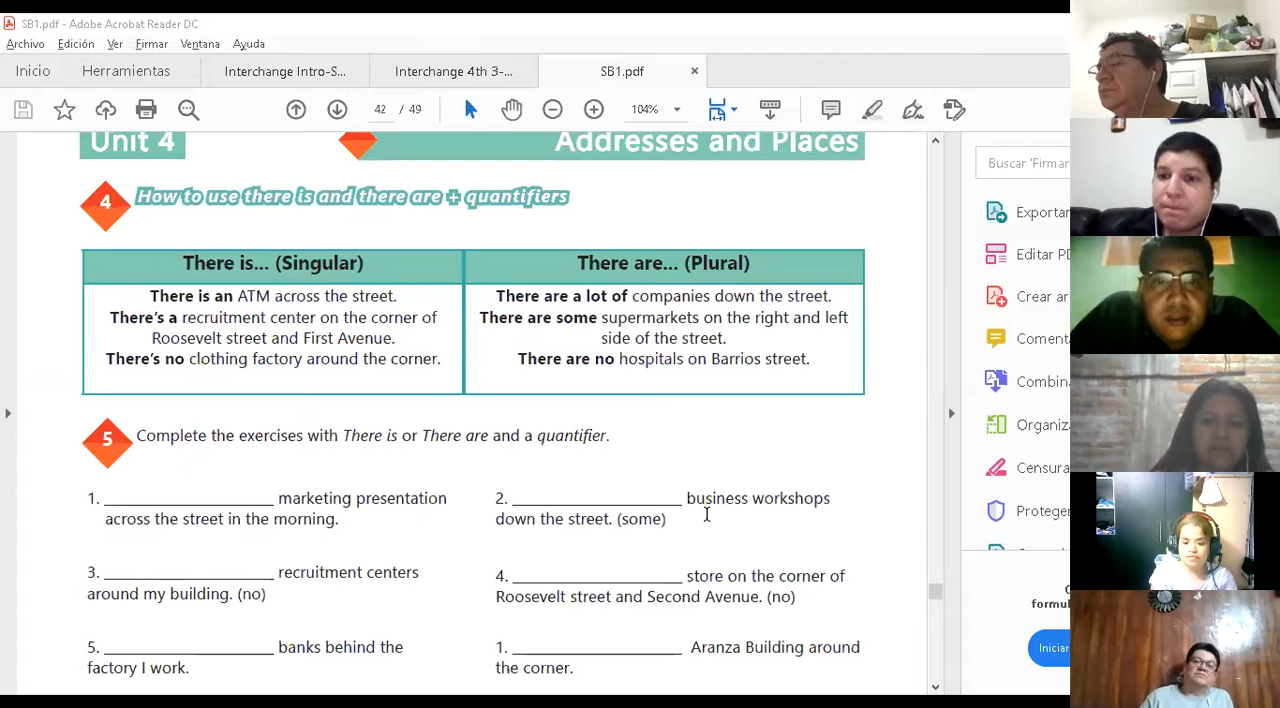 SB1.pdf - Adobe Acrobat Reader DC
Archivo Edición Ver Firmar Ventana Ayuda
Inicio Herramientas Interchange Intro-S... Interchange 4th 3-... SB1.pdf ×
42 / 49 104%
Unit 4 Addresses and Places
Buscar 'Firmar
4 How to use there is and there are + quantifiers
Exportar
Editar PD
Crear ar
Coment
Combin
Organiz
Censura
Proteger
There is... (Singular) There are... (Plural)
There is an ATM across the street.
There's a recruitment center on the corner of
Roosevelt street and First Avenue.
There's no clothing factory around the corner.
There are a lot of companies down the street.
There are some supermarkets on the right and left
side of the street.
There are no hospitals on Barrios street.
5 Complete the exercises with There is or There are and a quantifier.
1. ____________________ marketing presentation
across the street in the morning.
2. ____________________ business workshops
down the street. (some)
3. ____________________ recruitment centers
around my building. (no)
4. ____________________ store on the corner of
Roosevelt street and Second Avenue. (no)
5. ____________________ banks behind the
factory I work.
1. ____________________ Aranza Building around
the corner.
formul
Iniciar